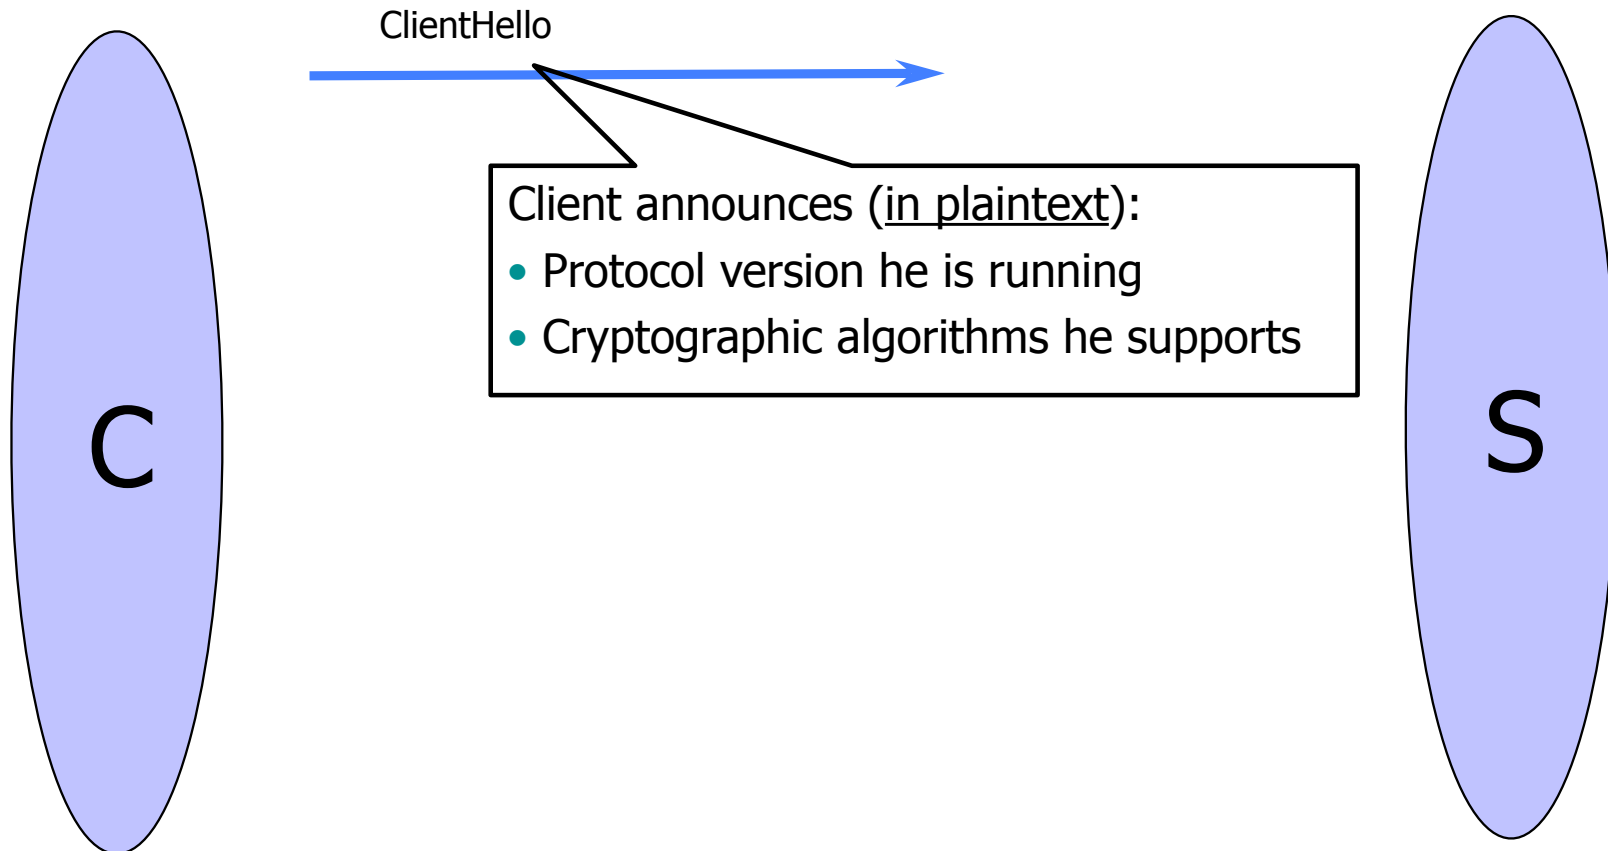 ClientHello
Client announces (in plaintext):
• Protocol version he is running
• Cryptographic algorithms he supports
C
S